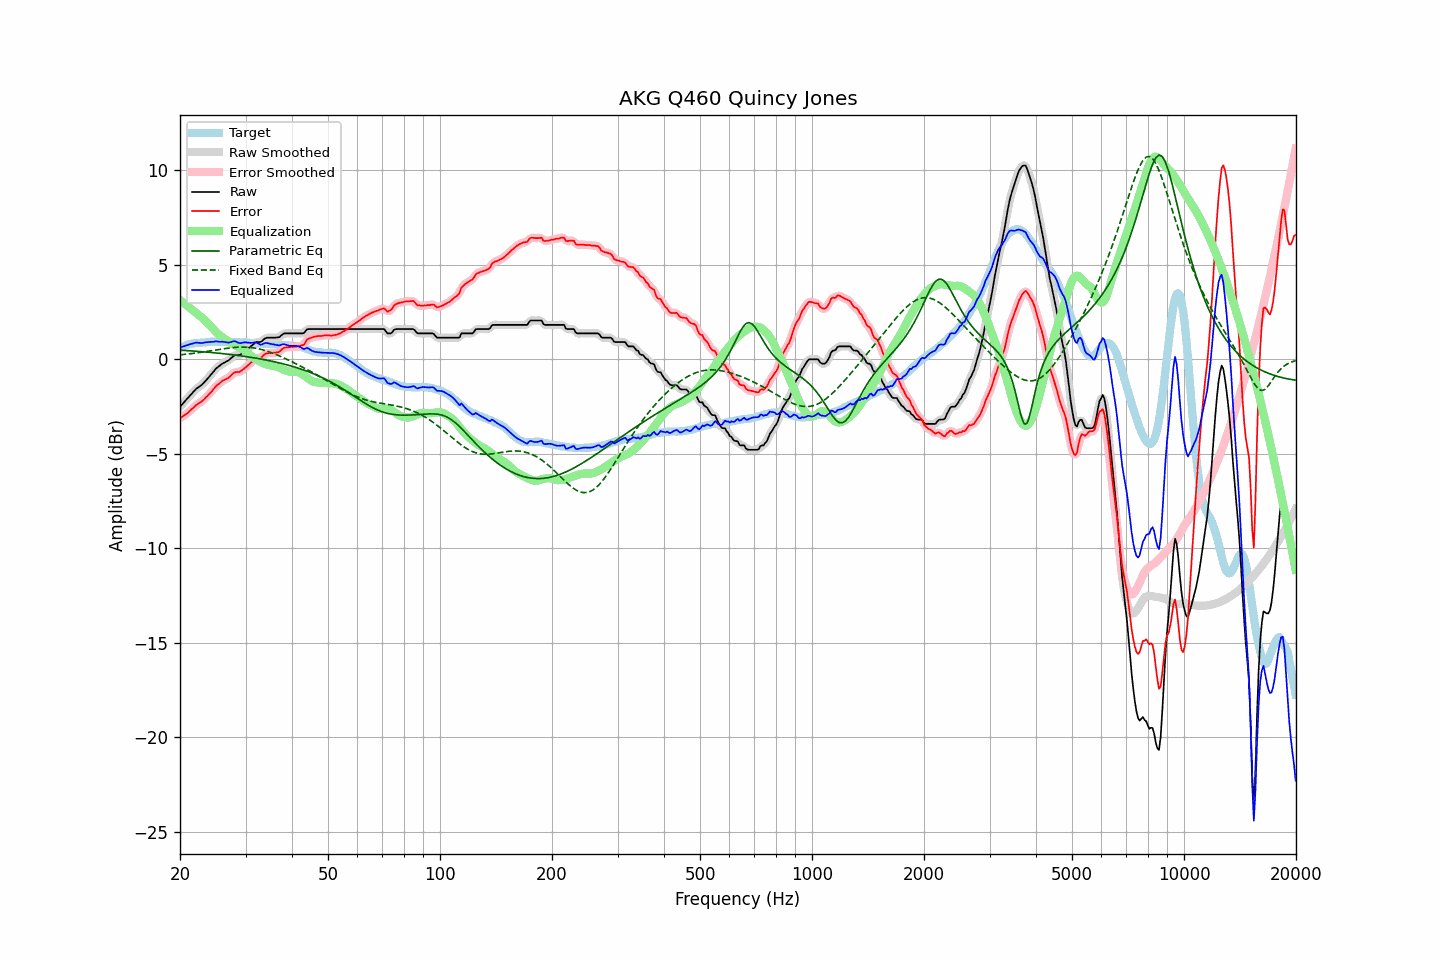 AKG Q460 Quincy Jones
Target
Raw Smoothed
Error Smoothed
Raw
Error
Equalization
Parametric Eq
Fixed Band Eq
Equalized
10
5
0
−5
−10
−15
−20
−25
Amplitude (dBr)
20 50 100 200 500 1000 2000 5000 10000 20000
Frequency (Hz)